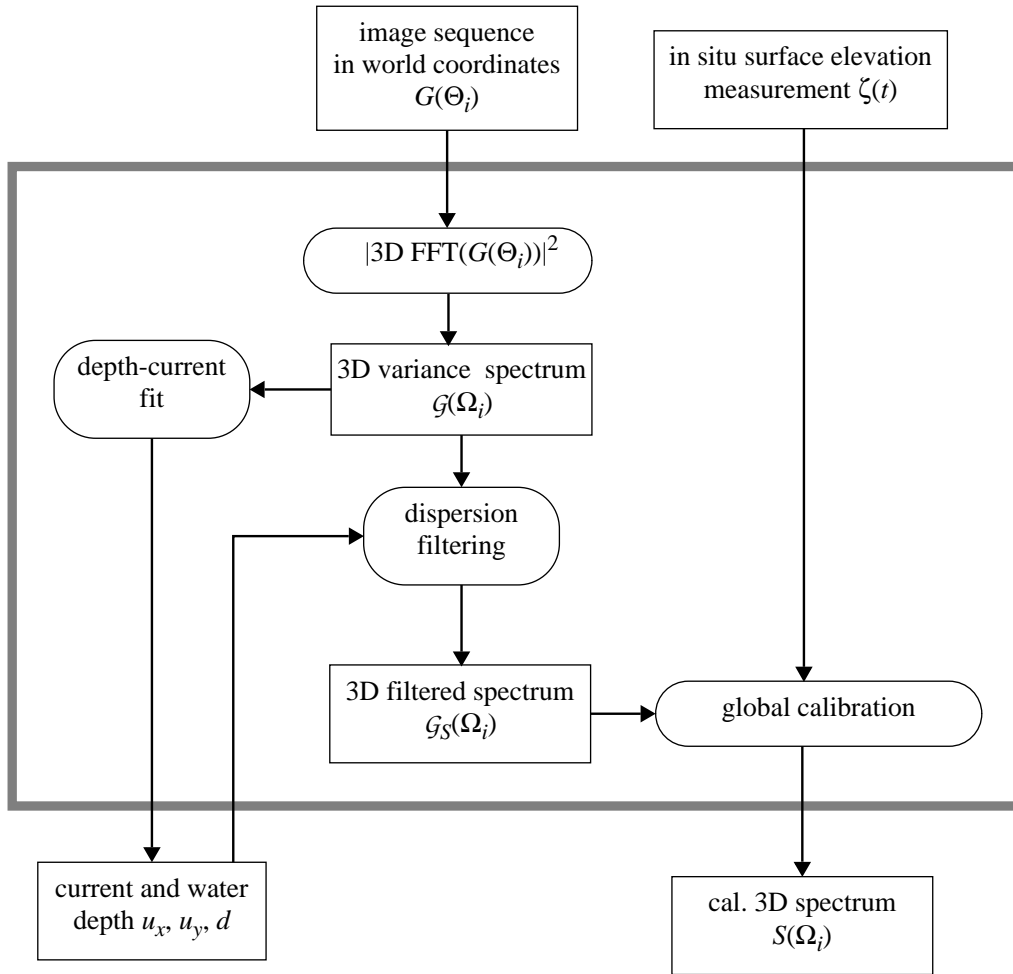 image sequence
in world coordinates
G(Θi)
in situ surface elevation
measurement ζ(t)
|3D FFT(G(Θi))|²
depth-current
fit
3D variance spectrum
𝒢(Ωi)
dispersion
filtering
3D filtered spectrum
𝒢S(Ωi)
global calibration
current and water
depth ux, uy, d
cal. 3D spectrum
S(Ωi)